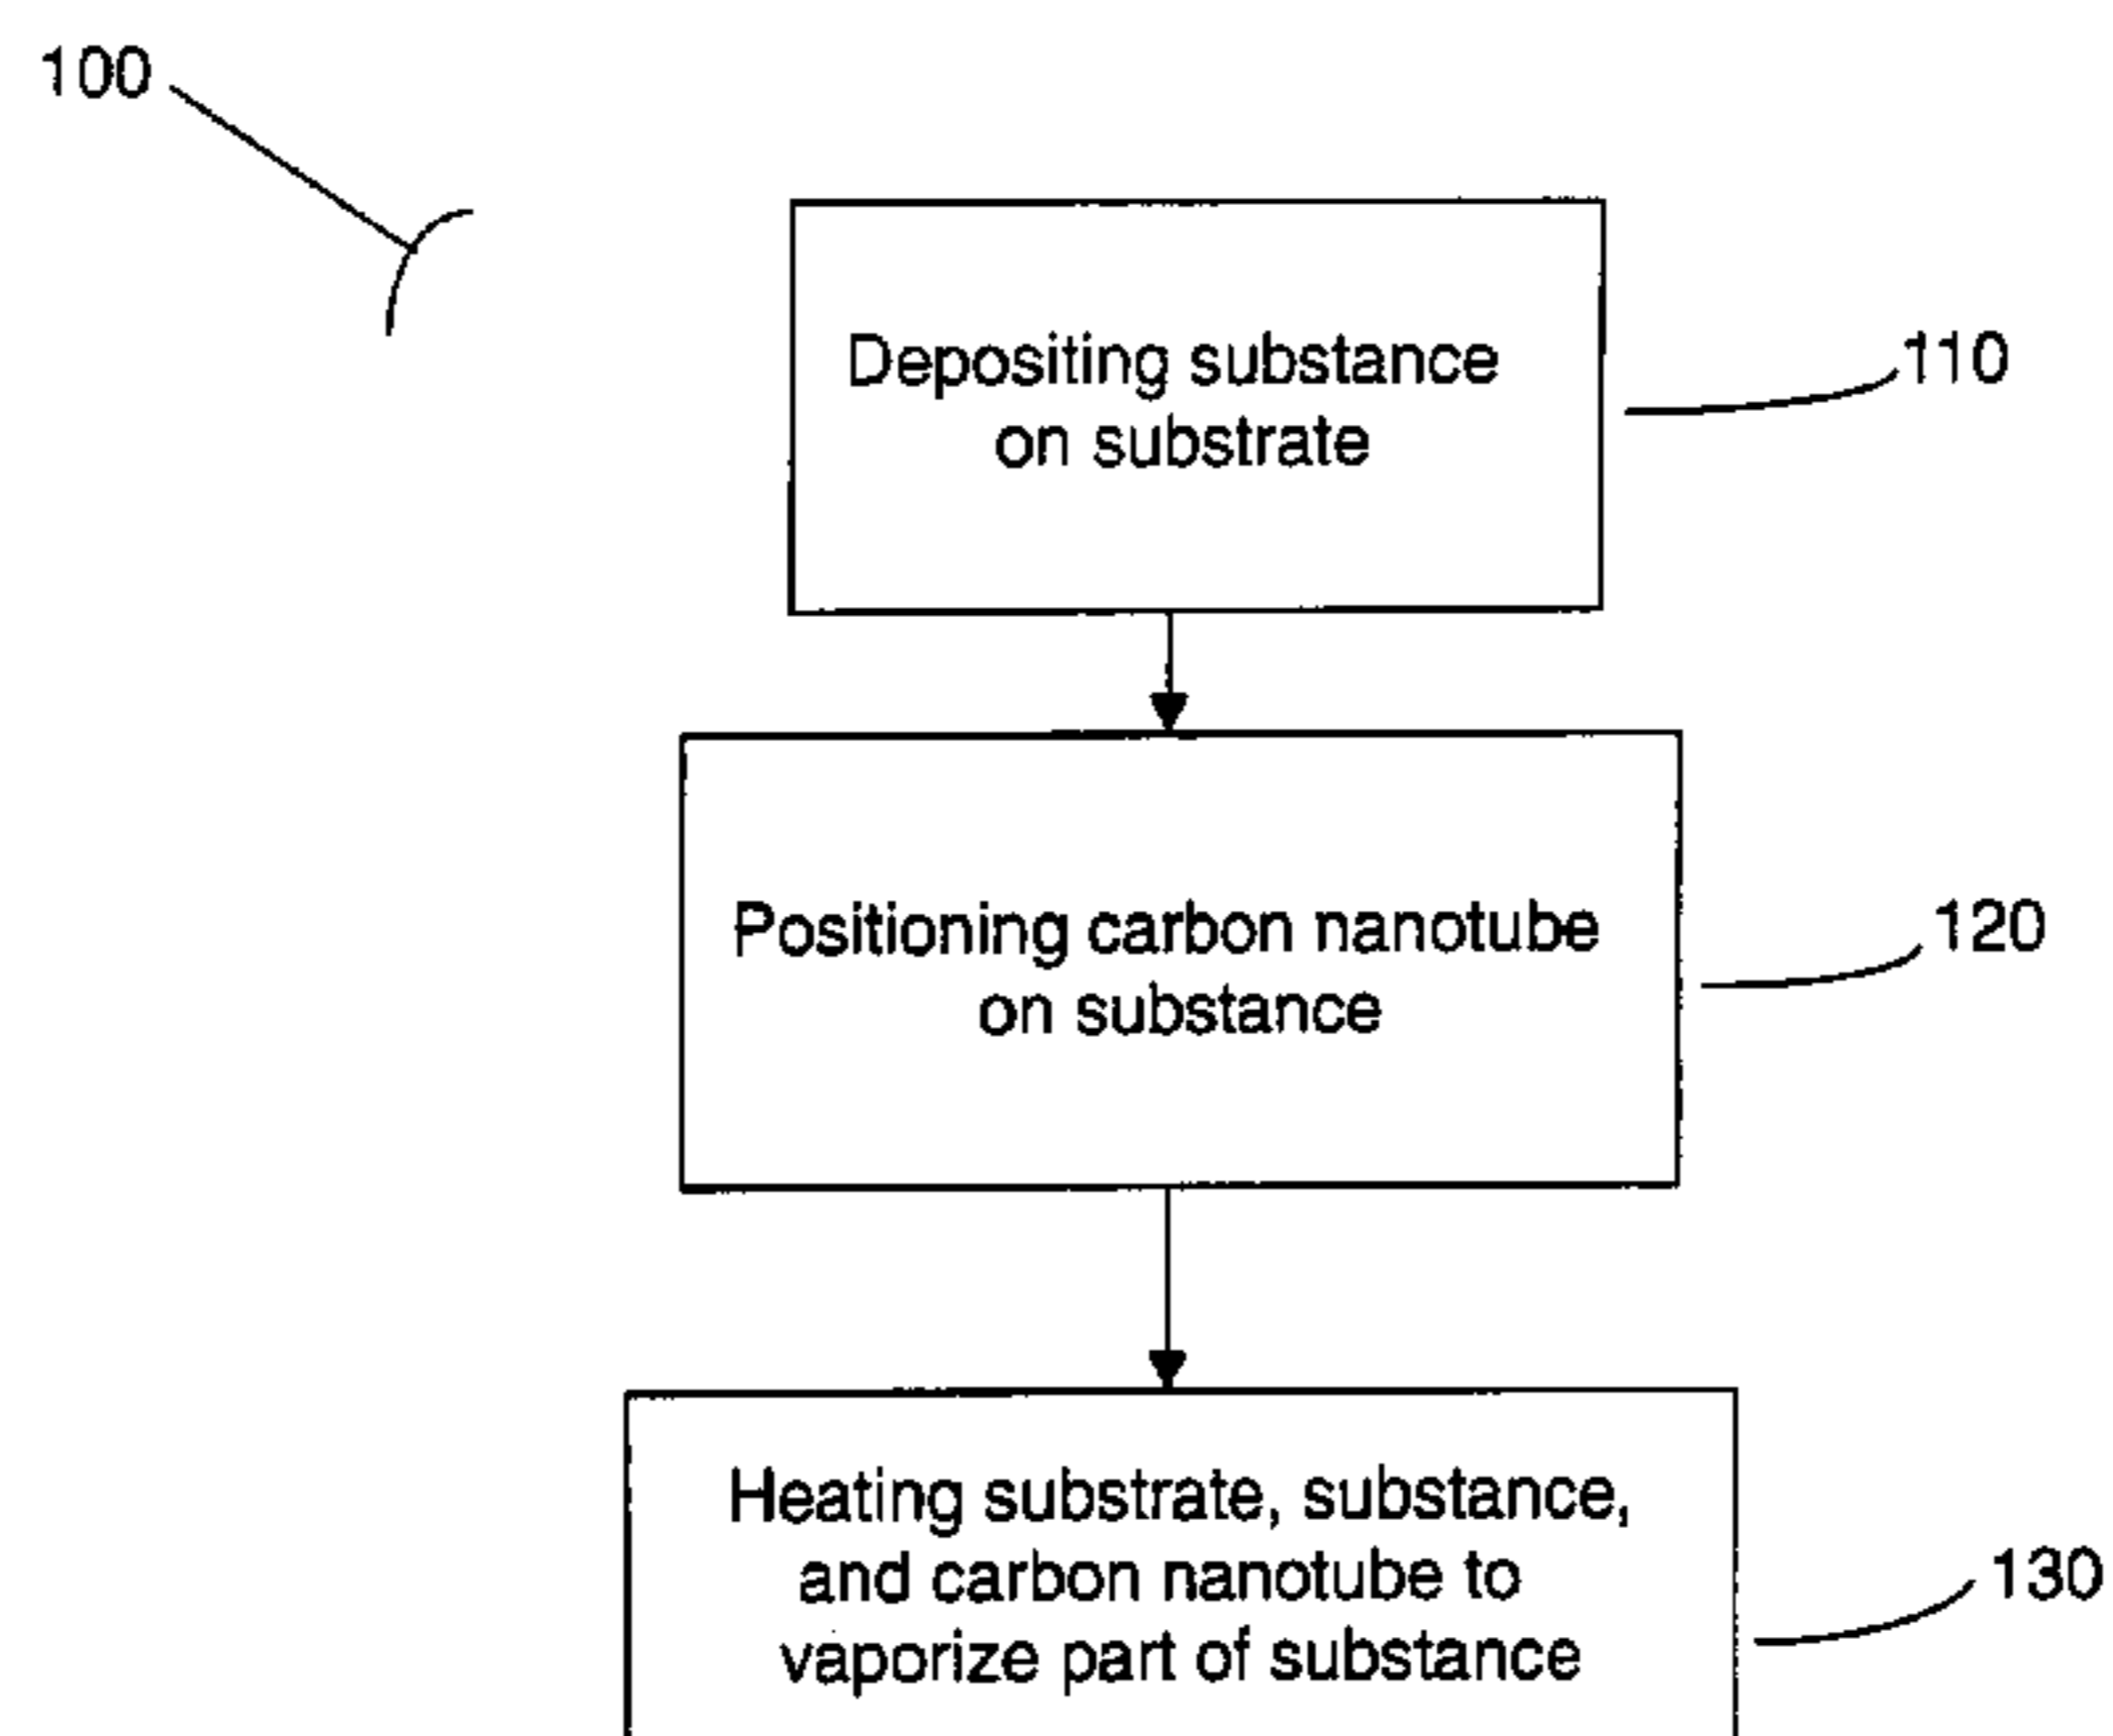 100
Depositing substance
on substrate
110
Positioning carbon nanotube
on substance
120
Heating substrate, substance,
and carbon nanotube to
vaporize part of substance
130